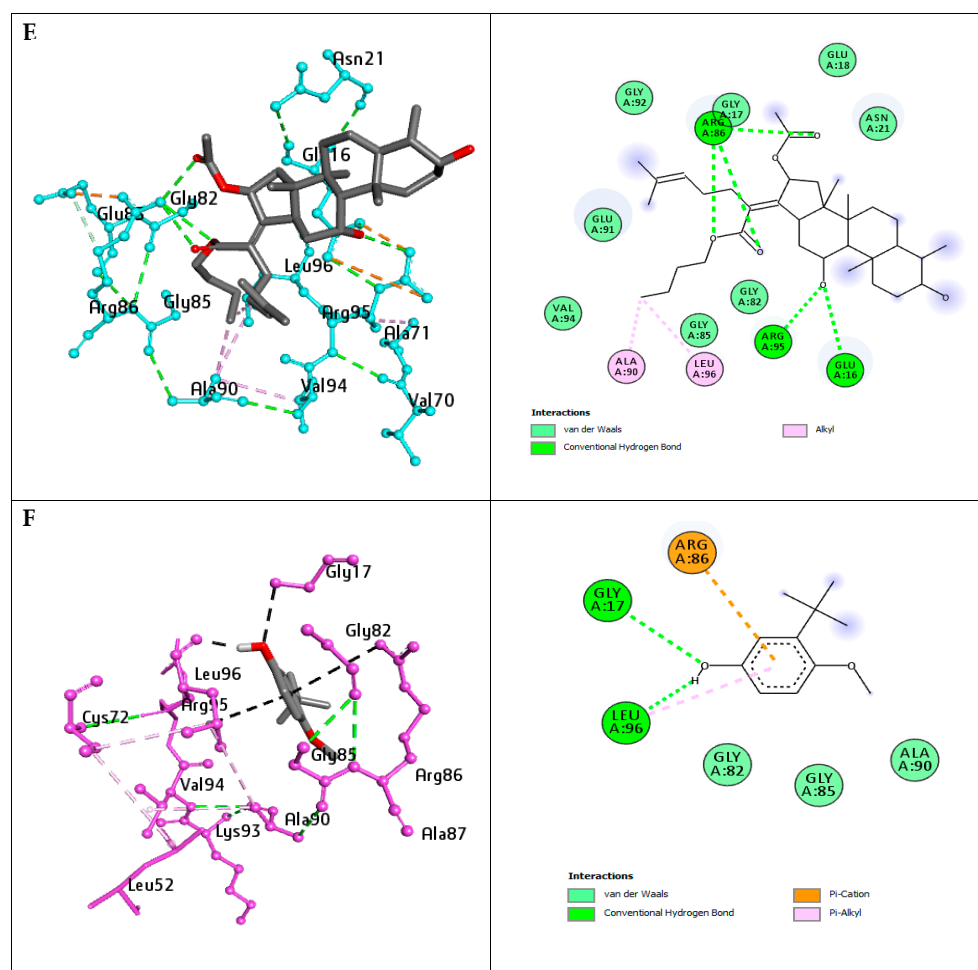 E
Asn21
Gl 16
Gly82
Glu83
Leu96
Gly85
Arg86
Arg95
Ala71
Ala90
Val94
Val70
GLU
A:18
GLY
A:92
GLY
A:17
ARG
A:86
ASN
A:21
O
O
GLU
A:91
O
O
GLY
A:82
VAL
A:94
GLY
A:85
ARG
A:95
O
O
ALA
A:90
LEU
A:96
GLU
A:16
Interactions
van der Waals
Conventional Hydrogen Bond
Alkyl
F
Gly17
Gly82
Leu96
Arg95
Cys72
Gly85
Arg86
Val94
Ala90
Lys93
Ala87
Leu52
ARG
A:86
GLY
A:17
O
H
O
LEU
A:96
GLY
A:82
GLY
A:85
ALA
A:90
Interactions
van der Waals
Conventional Hydrogen Bond
Pi-Cation
Pi-Alkyl